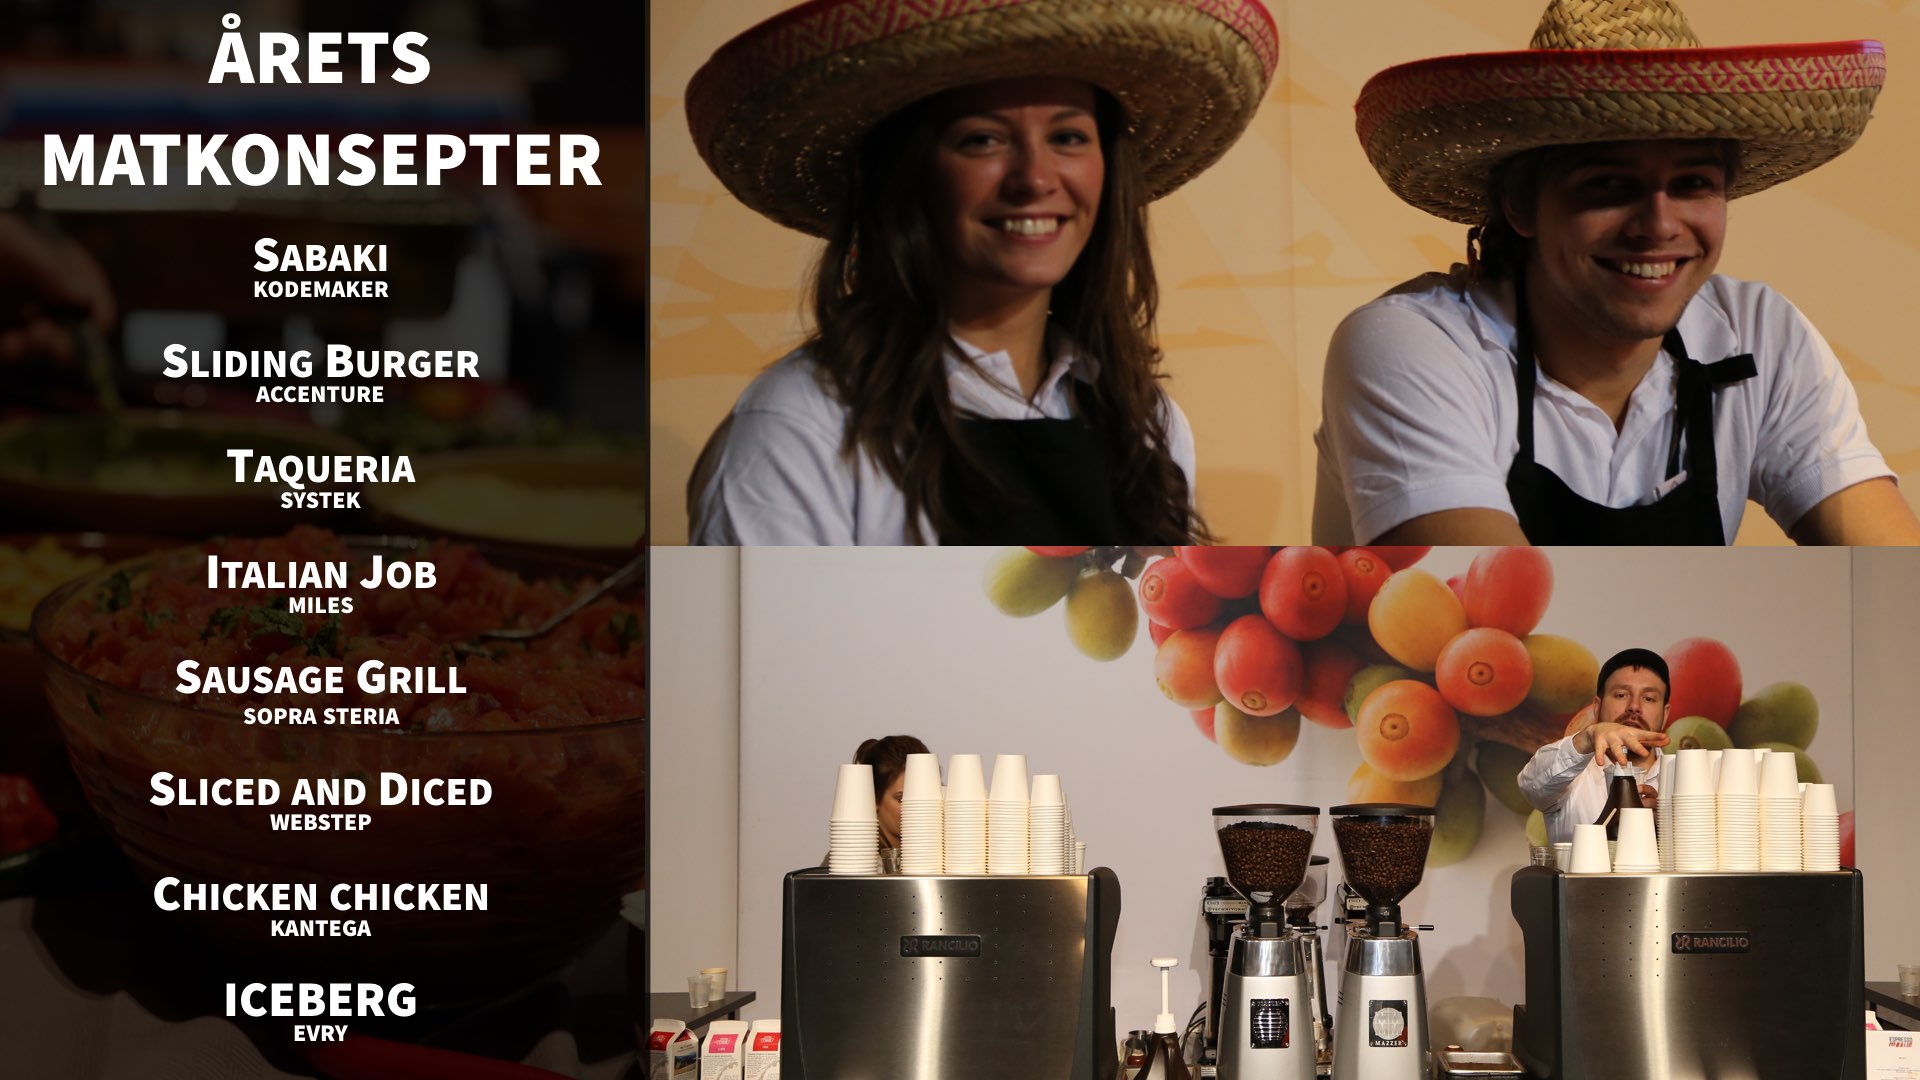 ÅRETS
MATKONSEPTER
SABAKI
KODEMAKER
SLIDING BURGER
ACCENTURE
TAQUERIA
SYSTEK
ITALIAN JOB
MILES
SAUSAGE GRILL
SOPRA STERIA
SLICED AND DICED
WEBSTEP
CHICKEN CHICKEN
KANTEGA
ICEBERG
EVRY
RANCILIO
RANCILIO
MAZZER
ESPRESSO